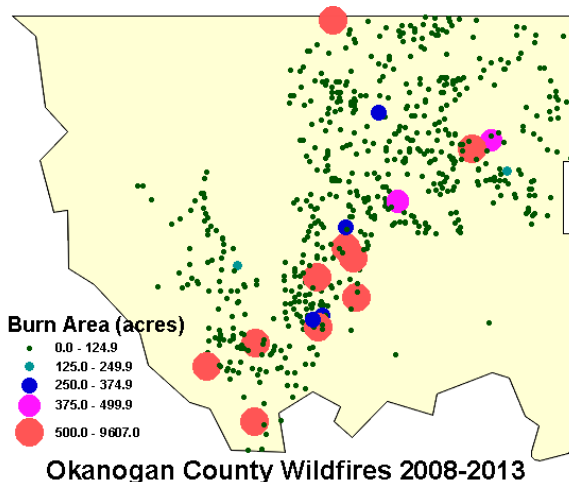 Burn Area (acres)
0.0 - 124.9
125.0 - 249.9
250.0 - 374.9
375.0 - 499.9
500.0 - 9607.0
Okanogan County Wildfires 2008-2013